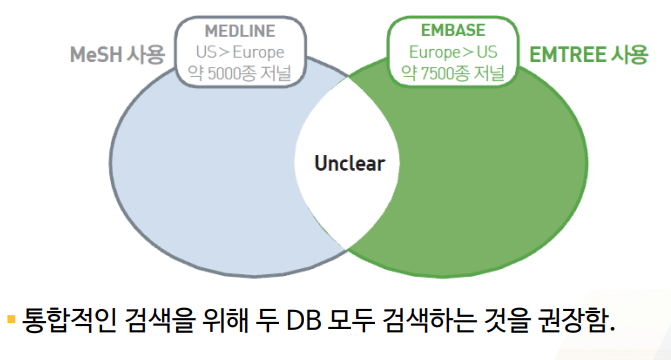 MeSH 사용
MEDLINE
US > Europe
약 5000종 저널
EMBASE
Europe > US
약 7500종 저널
EMTREE 사용
Unclear
통합적인 검색을 위해 두 DB 모두 검색하는 것을 권장함.